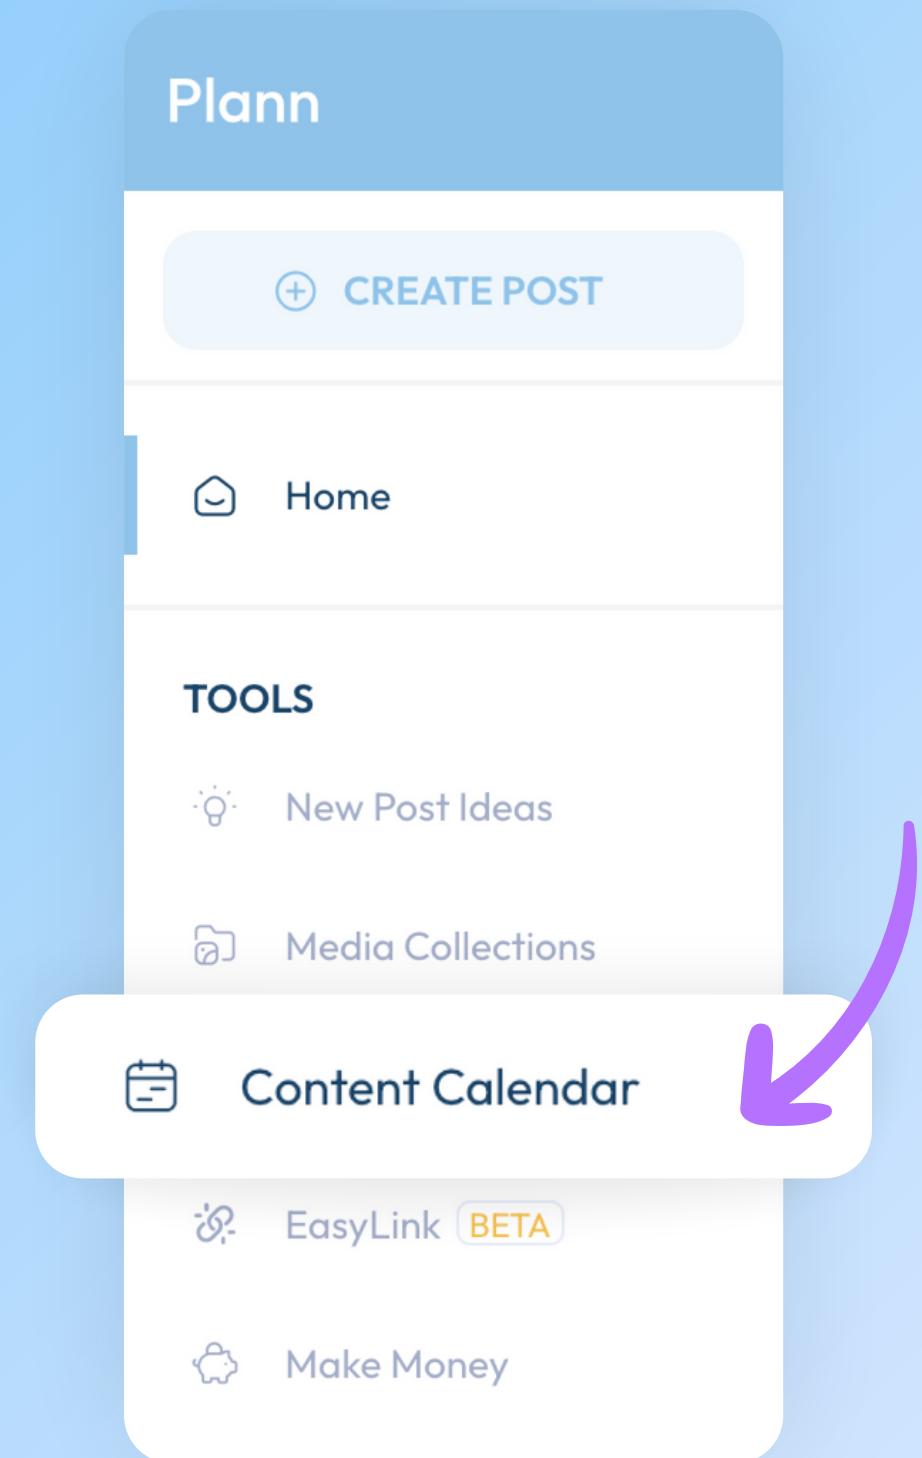 Plann
CREATE POST
Home
TOOLS
New Post Ideas
Media Collections
Content Calendar
EasyLink BETA
Make Money